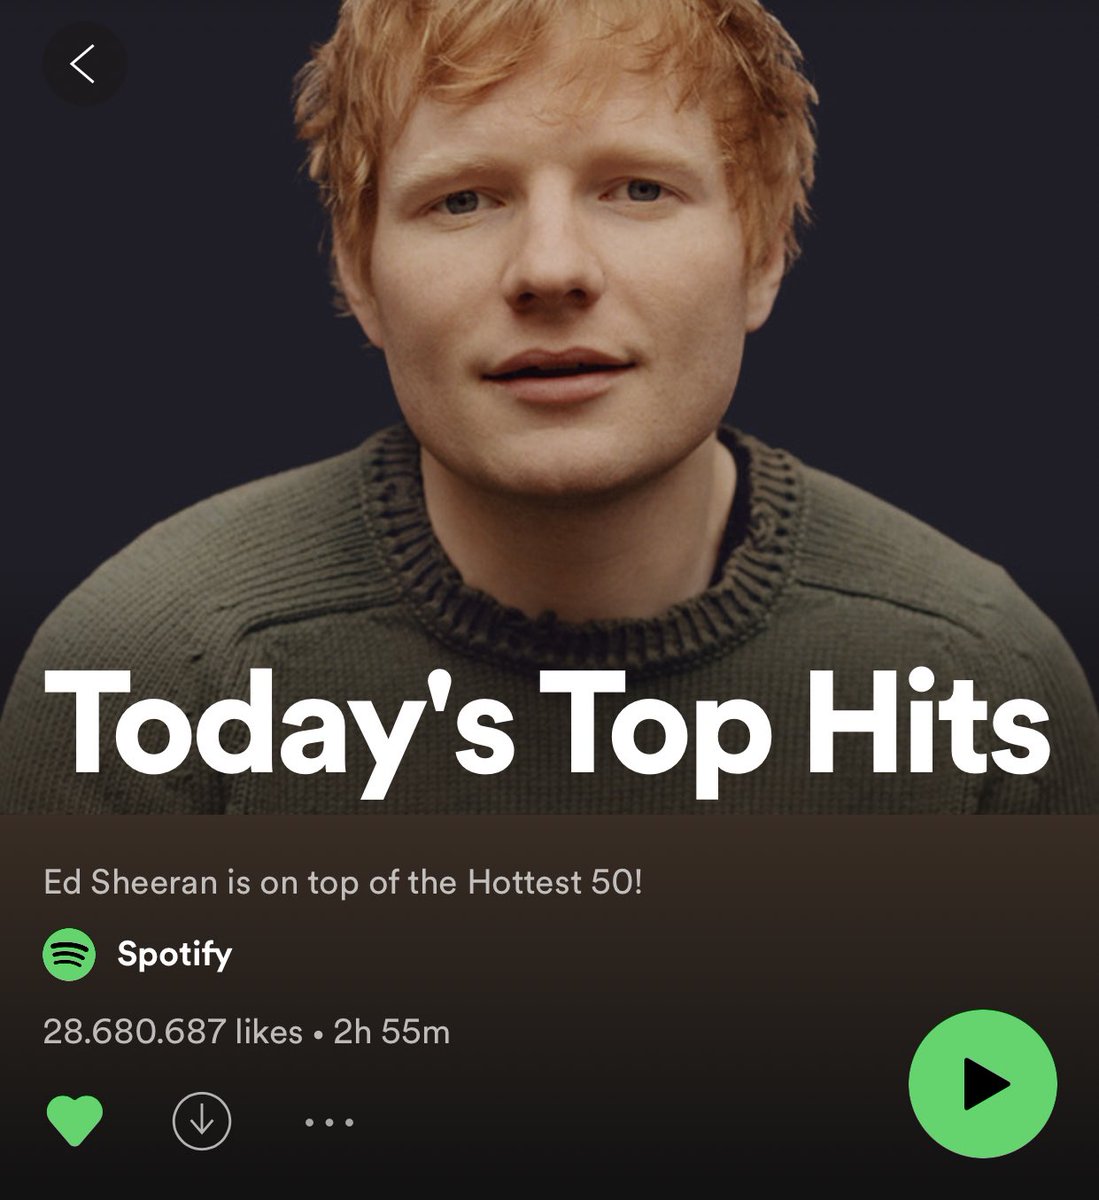 Today's Top Hits
Ed Sheeran is on top of the Hottest 50!
Spotify
28.680.687 likes • 2h 55m